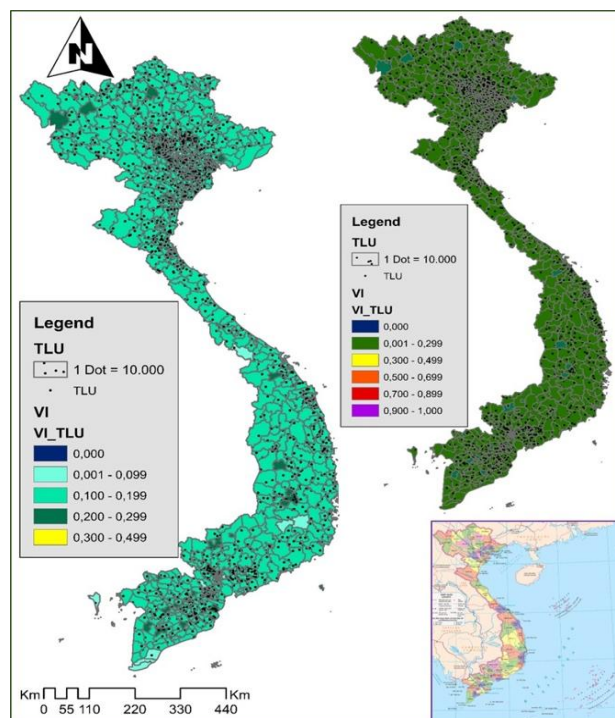 N
Legend
TLU
1 Dot = 10.000
TLU
VI
VI_TLU
0,000
0,001 - 0,099
0,100 - 0,199
0,200 - 0,299
0,300 - 0,499
Km
Km
0 55 110 220 330 440
Legend
TLU
1 Dot = 10.000
TLU
VI
VI_TLU
0,000
0,001 - 0,299
0,300 - 0,499
0,500 - 0,699
0,700 - 0,899
0,900 - 1,000